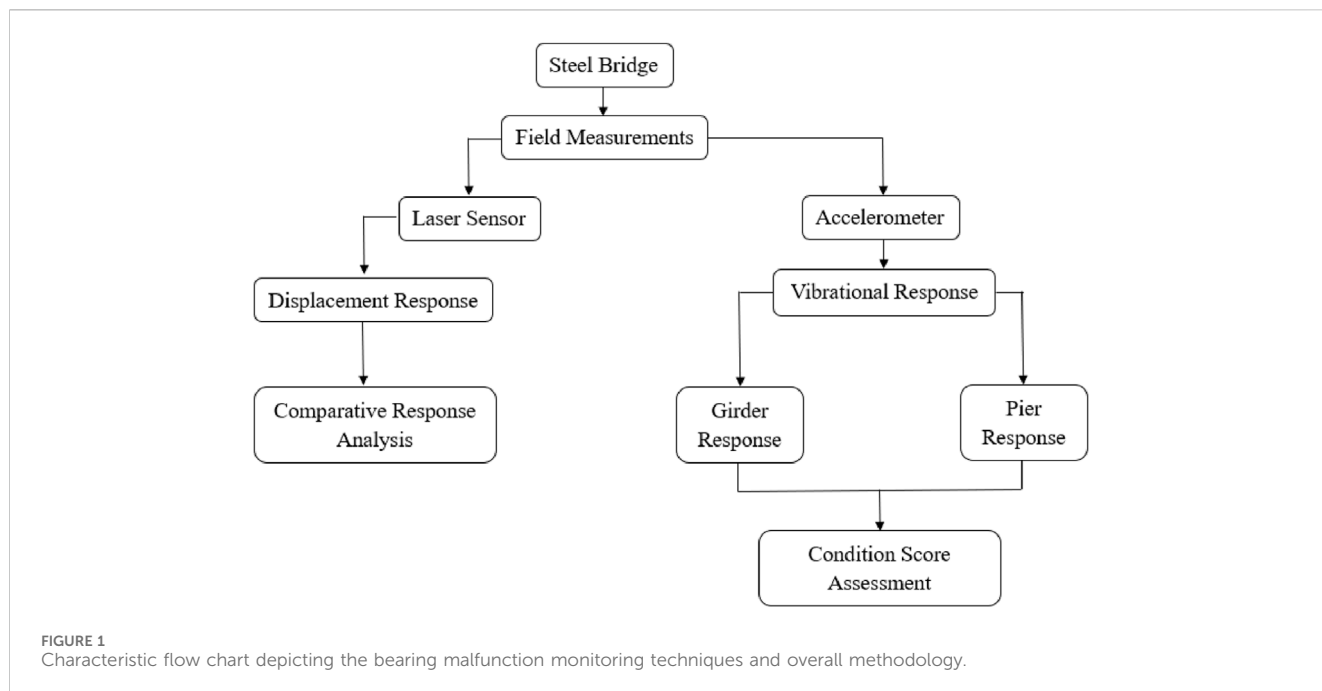 Steel Bridge
Field Measurements
Laser Sensor
Accelerometer
Displacement Response
Vibrational Response
Comparative Response
Analysis
Girder
Response
Pier
Response
Condition Score
Assessment
FIGURE 1
Characteristic flow chart depicting the bearing malfunction monitoring techniques and overall methodology.